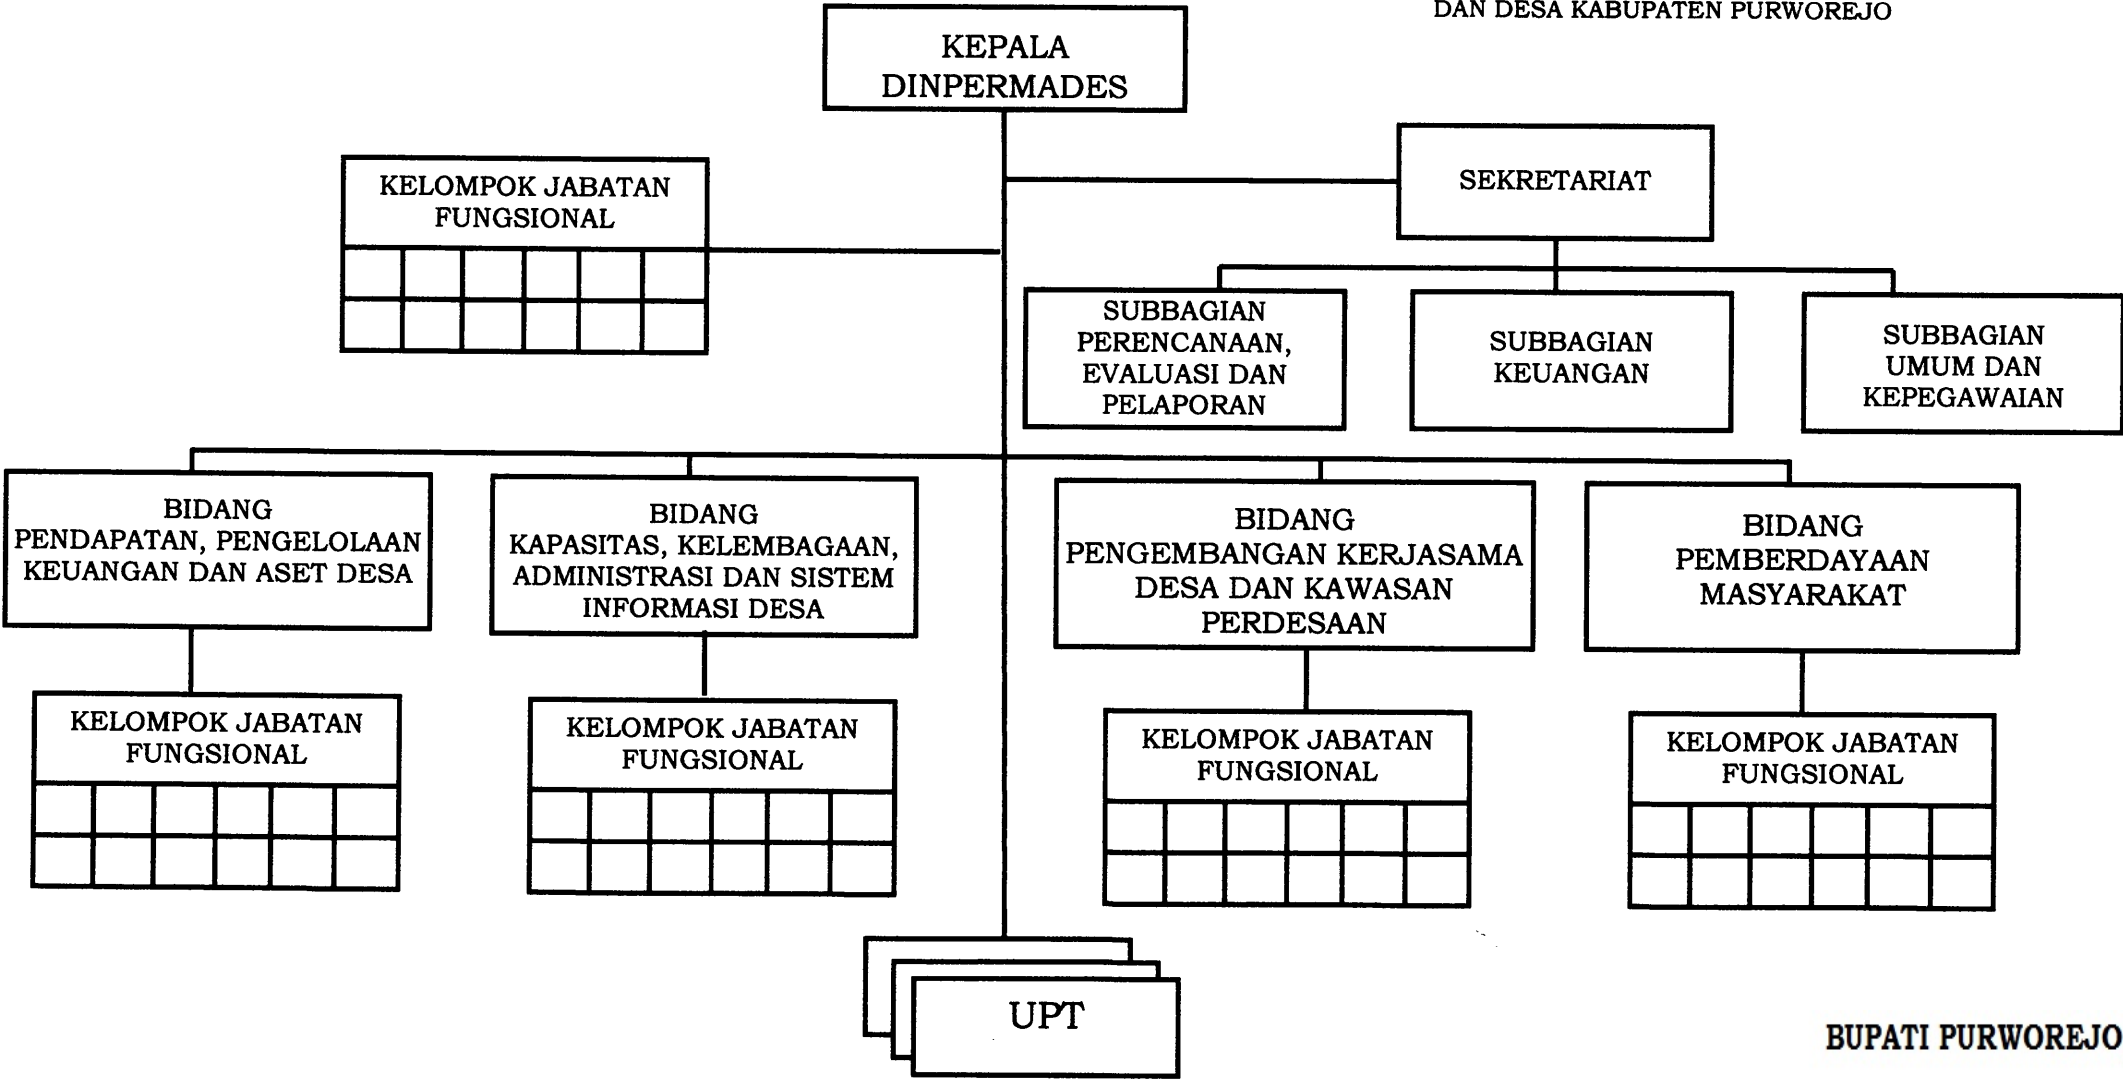 DAN DESA KABUPATEN PURWOREJO
KEPALA
DINPERMADES
SEKRETARIAT
KELOMPOK JABATAN
FUNGSIONAL
SUBBAGIAN
PERENCANAAN,
EVALUASI DAN
PELAPORAN
SUBBAGIAN
KEUANGAN
SUBBAGIAN
UMUM DAN
KEPEGAWAIAN
BIDANG
PENDAPATAN, PENGELOLAAN
KEUANGAN DAN ASET DESA
BIDANG
KAPASITAS, KELEMBAGAAN,
ADMINISTRASI DAN SISTEM
INFORMASI DESA
BIDANG
PENGEMBANGAN KERJASAMA
DESA DAN KAWASAN
PERDESAAN
BIDANG
PEMBERDAYAAN
MASYARAKAT
KELOMPOK JABATAN
FUNGSIONAL
KELOMPOK JABATAN
FUNGSIONAL
KELOMPOK JABATAN
FUNGSIONAL
KELOMPOK JABATAN
FUNGSIONAL
UPT
BUPATI PURWOREJO